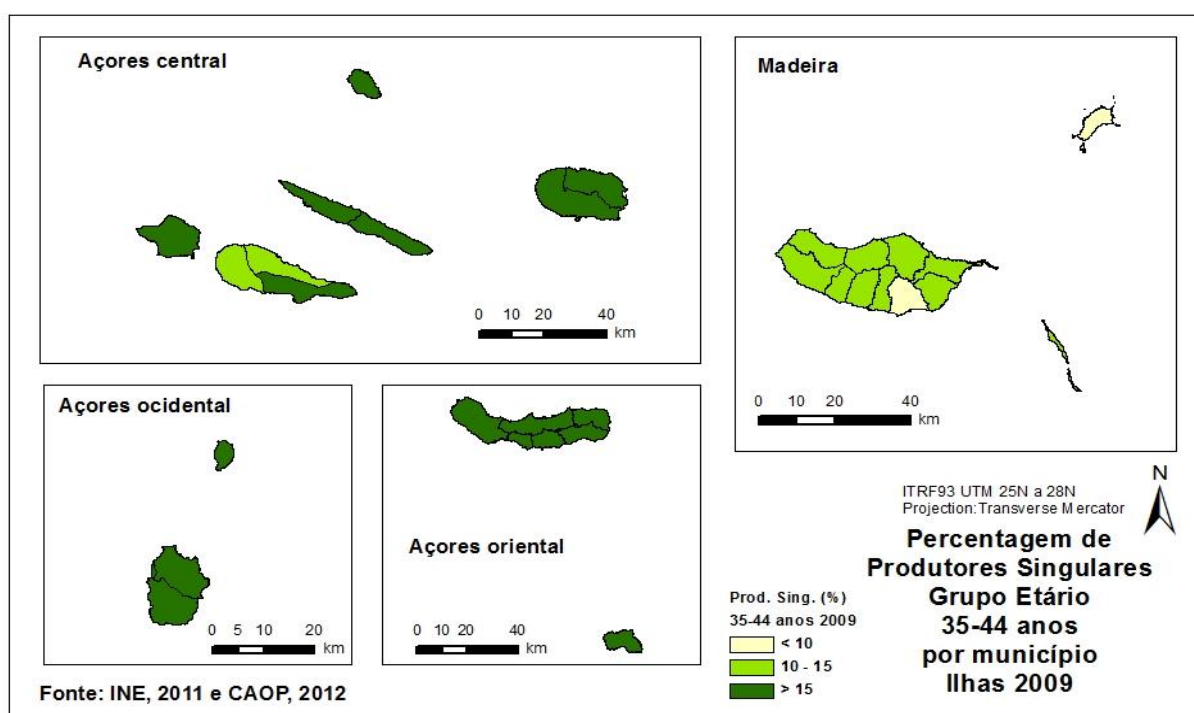 Açores central
0 10 20 40
km
Madeira
0 10 20 40
km
Açores ocidental
0 5 10 20
km
Açores oriental
0 10 20 40
km
N
ITRF93 UTM 25N a 28N
Projection:Transverse Mercator
Percentagem de
Produtores Singulares
Grupo Etário
35-44 anos
por município
Ilhas 2009
Prod. Sing. (%)
35-44 anos 2009
< 10
10 - 15
> 15
Fonte: INE, 2011 e CAOP, 2012